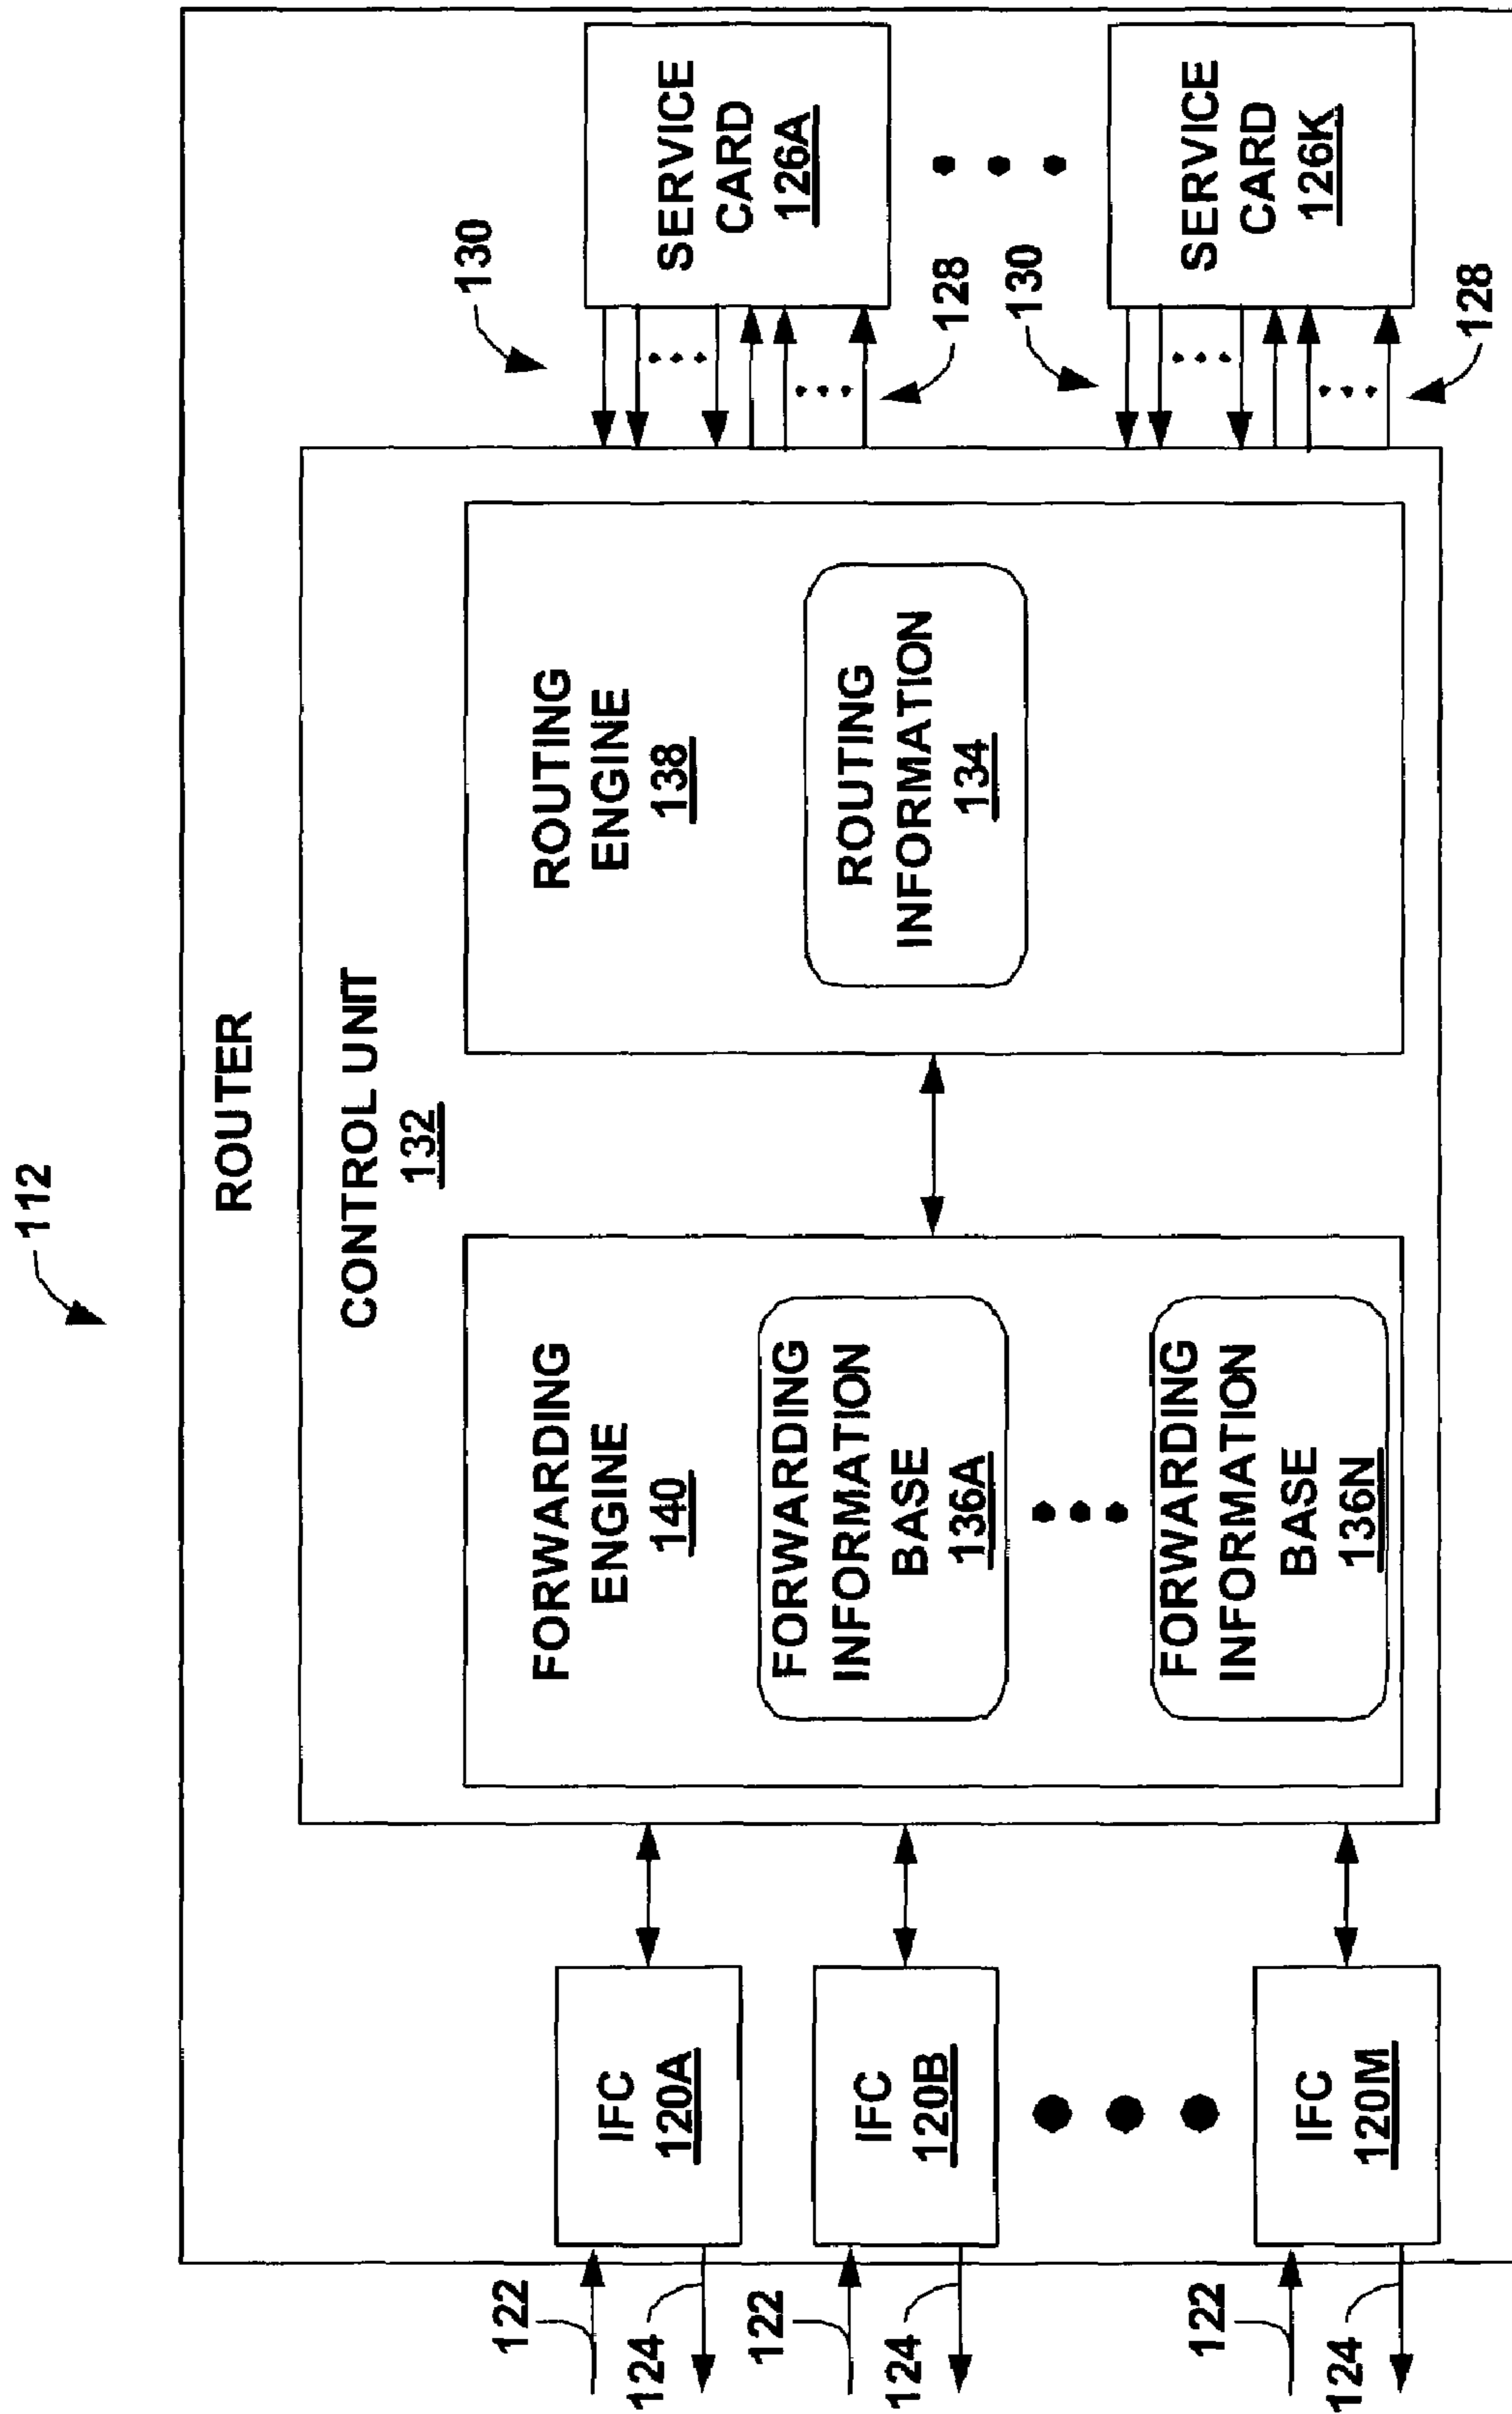 112
ROUTER
CONTROL UNIT
132
FORWARDING
ENGINE
140
FORWARDING
INFORMATION
BASE
136A
FORWARDING
INFORMATION
BASE
136N
ROUTING
ENGINE
138
ROUTING
INFORMATION
134
IFC
120A
122
124
IFC
120B
122
124
IFC
120M
122
124
130
SERVICE
CARD
126A
128
130
SERVICE
CARD
126K
128